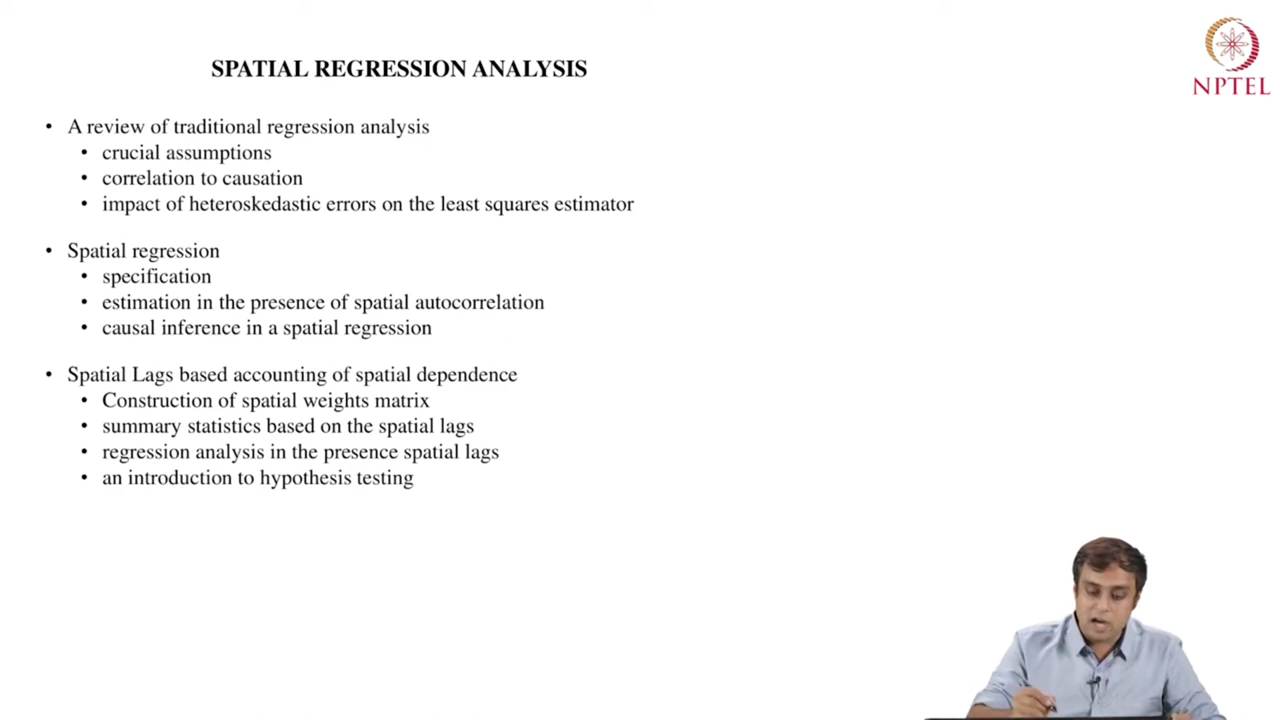 SPATIAL REGRESSION ANALYSIS
NPTEL
• A review of traditional regression analysis
• crucial assumptions
• correlation to causation
• impact of heteroskedastic errors on the least squares estimator
• Spatial regression
• specification
• estimation in the presence of spatial autocorrelation
• causal inference in a spatial regression
• Spatial Lags based accounting of spatial dependence
• Construction of spatial weights matrix
• summary statistics based on the spatial lags
• regression analysis in the presence spatial lags
• an introduction to hypothesis testing